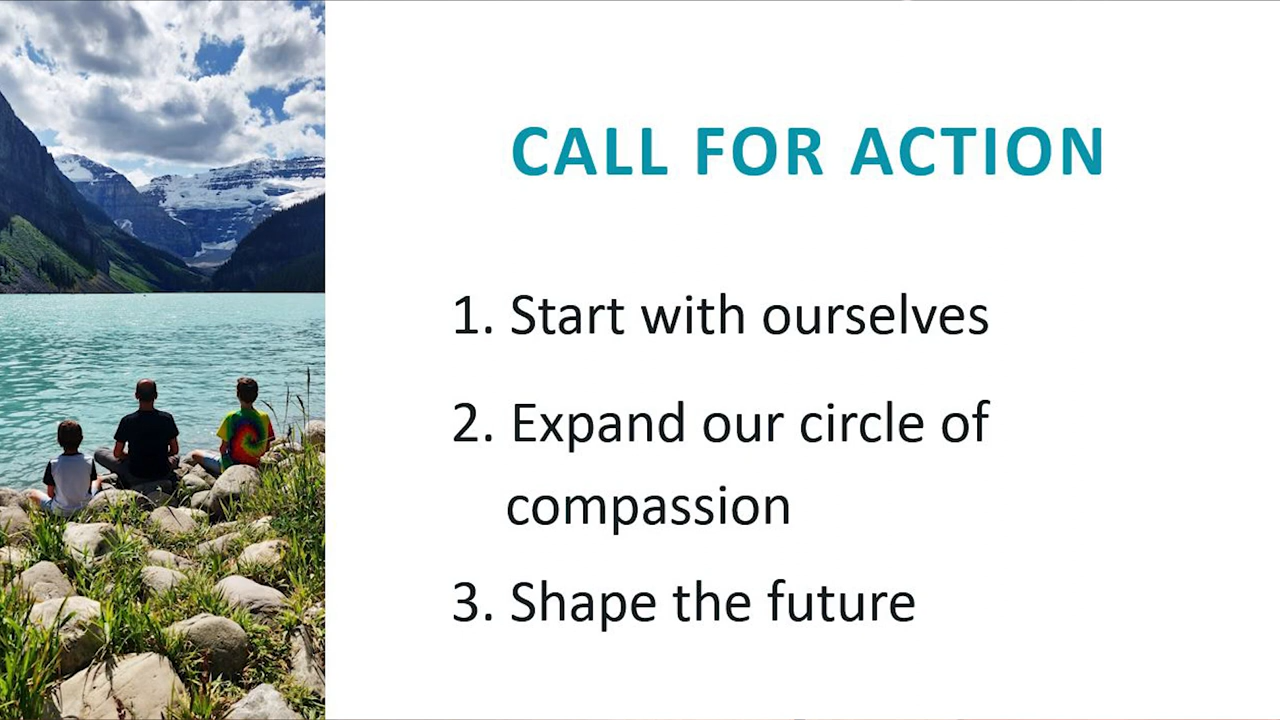 CALL FOR ACTION
1. Start with ourselves
2. Expand our circle of
compassion
3. Shape the future